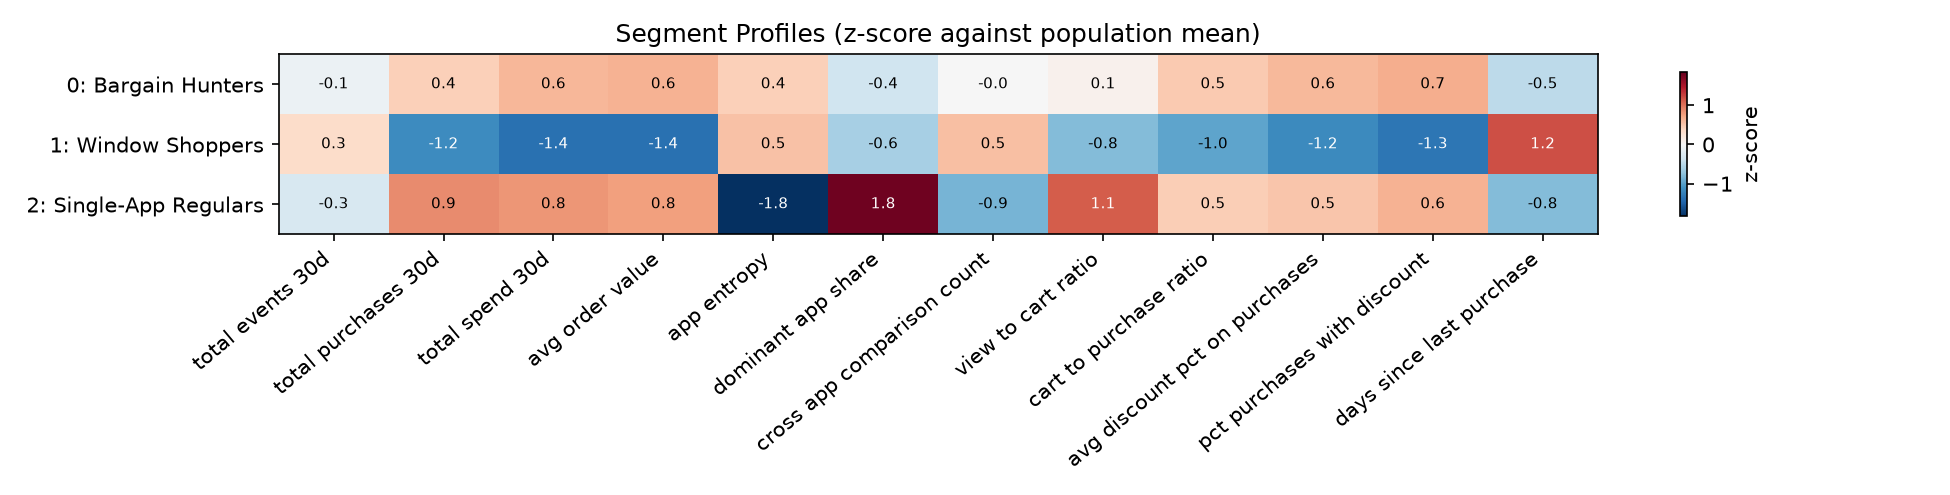 Segment Profiles (z-score against population mean)
0: Bargain Hunters -0.1 0.4 0.6 0.6 0.4 -0.4 -0.0 0.1 0.5 0.6 0.7 -0.5
1: Window Shoppers 0.3 -1.2 -1.4 -1.4 0.5 -0.6 0.5 -0.8 -1.0 -1.2 -1.3 1.2
2: Single-App Regulars -0.3 0.9 0.8 0.8 -1.8 1.8 -0.9 1.1 0.5 0.5 0.6 -0.8
total events 30d
total purchases 30d
total spend 30d
avg order value
app entropy
dominant app share
cross app comparison count
view to cart ratio
cart to purchase ratio
avg discount pct on purchases
pct purchases with discount
days since last purchase
1
0
−1
z-score